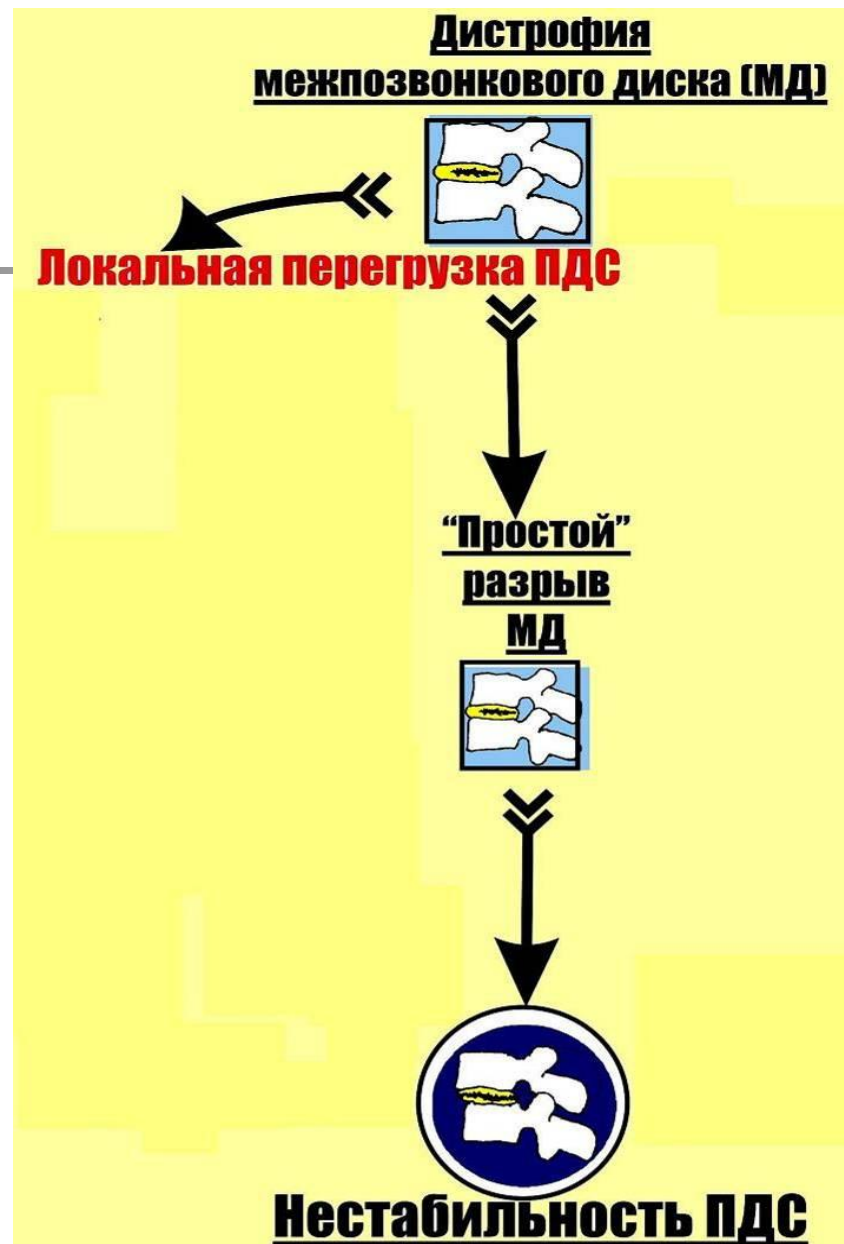 Дистрофия
межпозвонкового диска (МД)
Локальная перегрузка ПДС
“Простой”
разрыв
МД
Нестабильность ПДС